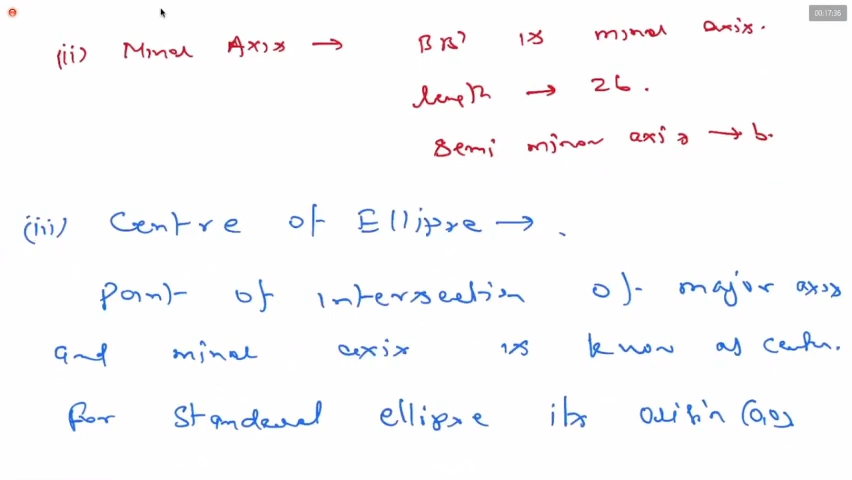 00:17:36
(ii) Minor Axis → BB' is minor axis.
length → 2b.
Semi minor axis → b.
(iii) Centre of Ellipse → .
Point of intersection of major axis
and minor axis is know as centre.
For standard ellipse its origin (0,0)